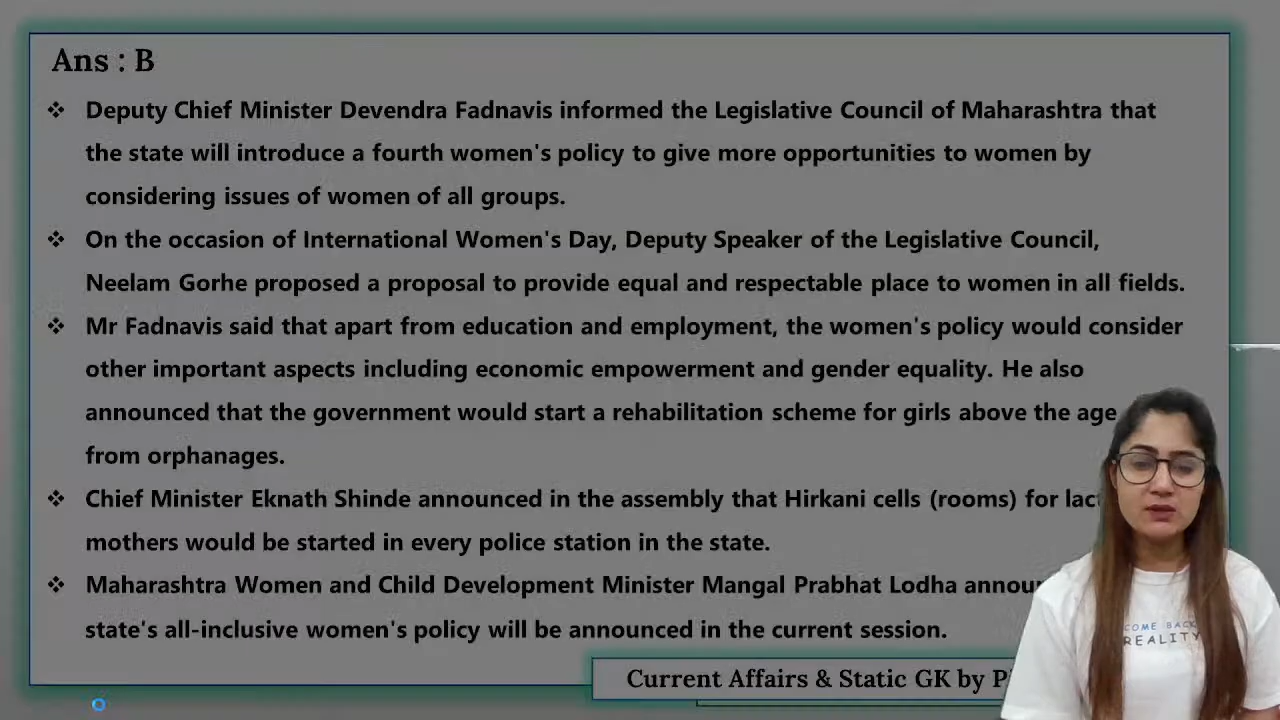 Ans : B
❖ Deputy Chief Minister Devendra Fadnavis informed the Legislative Council of Maharashtra that
the state will introduce a fourth women's policy to give more opportunities to women by
considering issues of women of all groups.
❖ On the occasion of International Women's Day, Deputy Speaker of the Legislative Council,
Neelam Gorhe proposed a proposal to provide equal and respectable place to women in all fields.
❖ Mr Fadnavis said that apart from education and employment, the women's policy would consider
other important aspects including economic empowerment and gender equality. He also
announced that the government would start a rehabilitation scheme for girls above the age
from orphanages.
❖ Chief Minister Eknath Shinde announced in the assembly that Hirkani cells (rooms) for
mothers would be started in every police station in the state.
❖ Maharashtra Women and Child Development Minister Mangal Prabhat Lodha
state's all-inclusive women's policy will be announced in the current session.
Current Affairs & Static GK by
COME BACK
REALITY